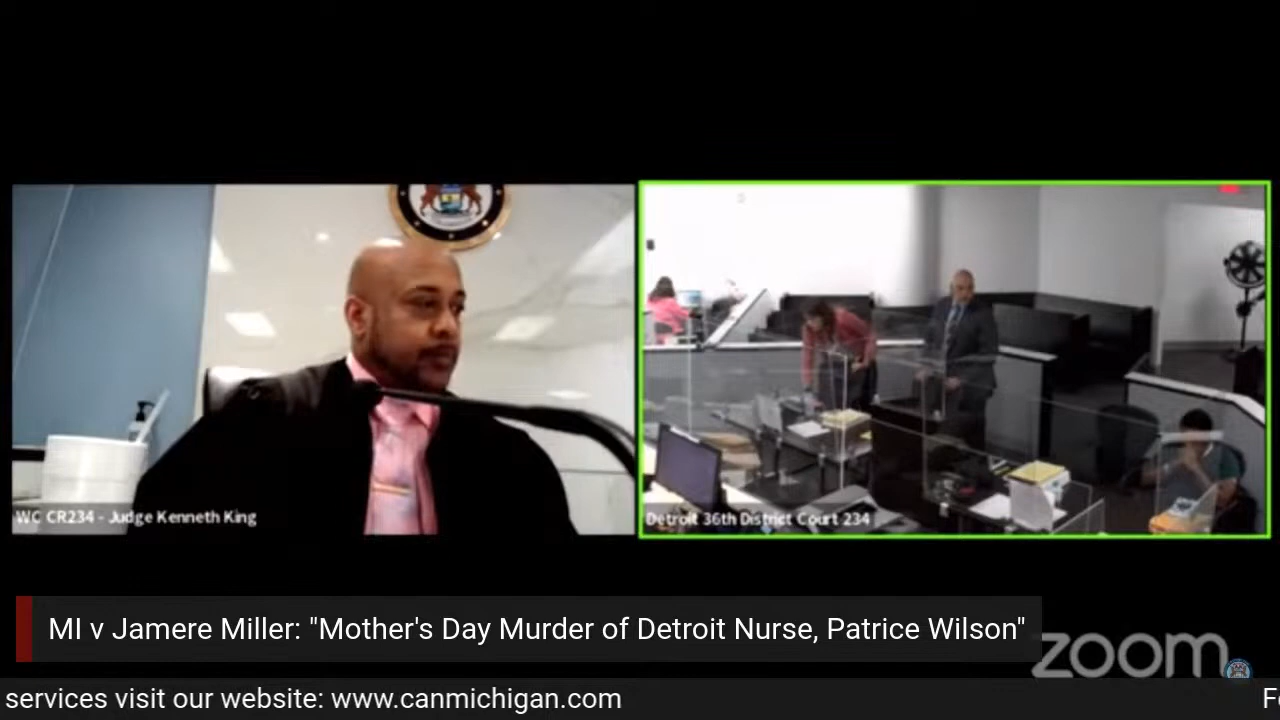 WC CR234 - Judge Kenneth King
Detroit 36th District Court 234
MI v Jamere Miller: "Mother's Day Murder of Detroit Nurse, Patrice Wilson"
zoom
services visit our website: www.canmichigan.com